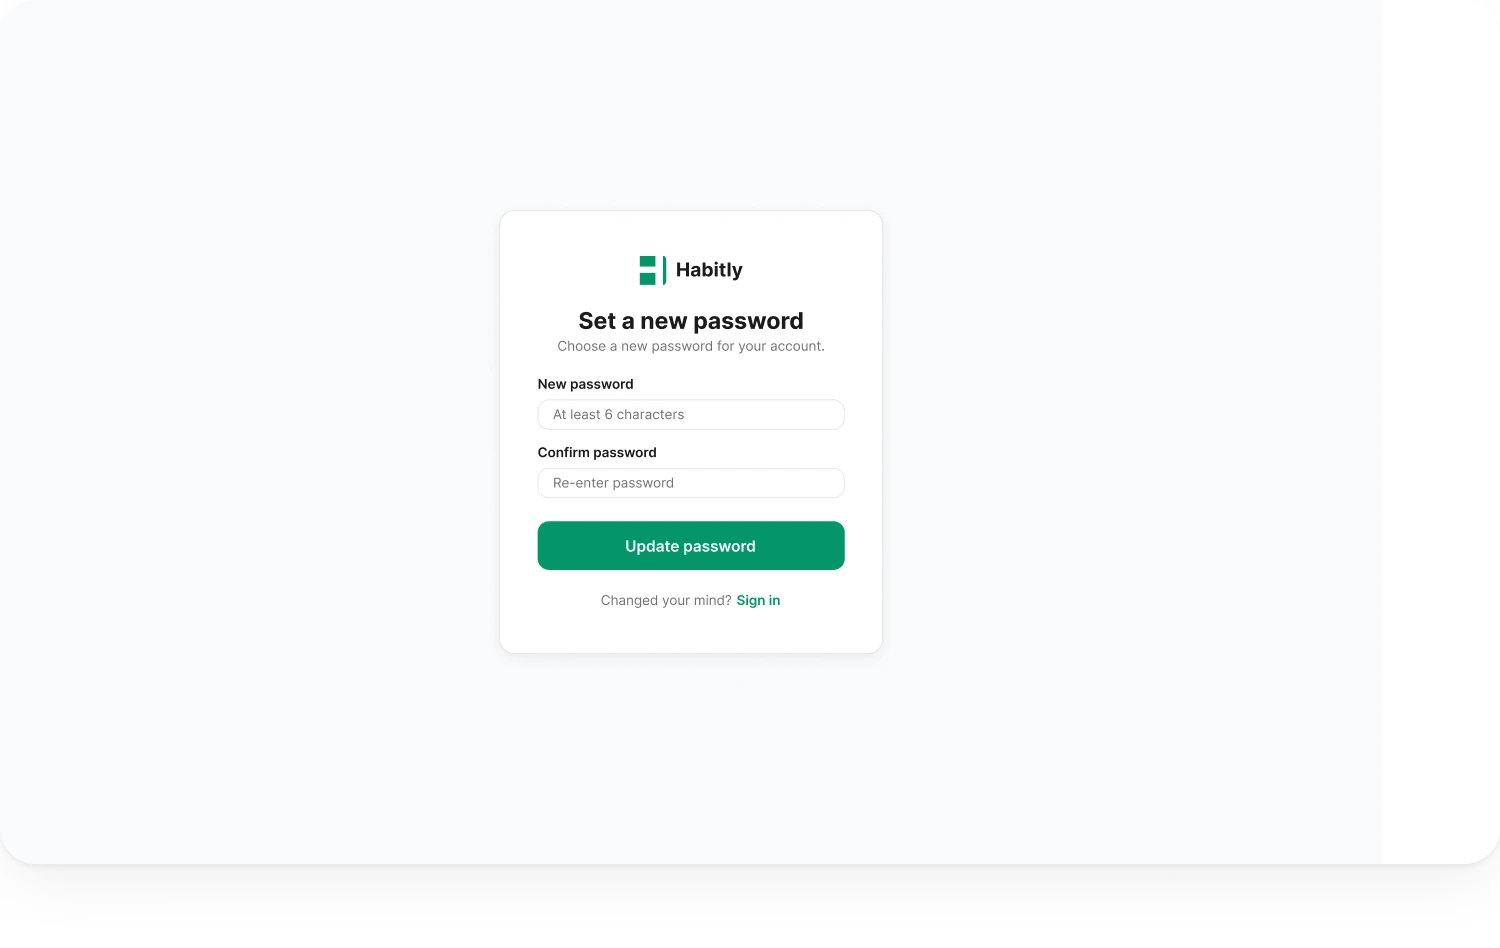 Habitly
Set a new password
Choose a new password for your account.
New password
At least 6 characters
Confirm password
Re-enter password
Update password
Changed your mind? Sign in